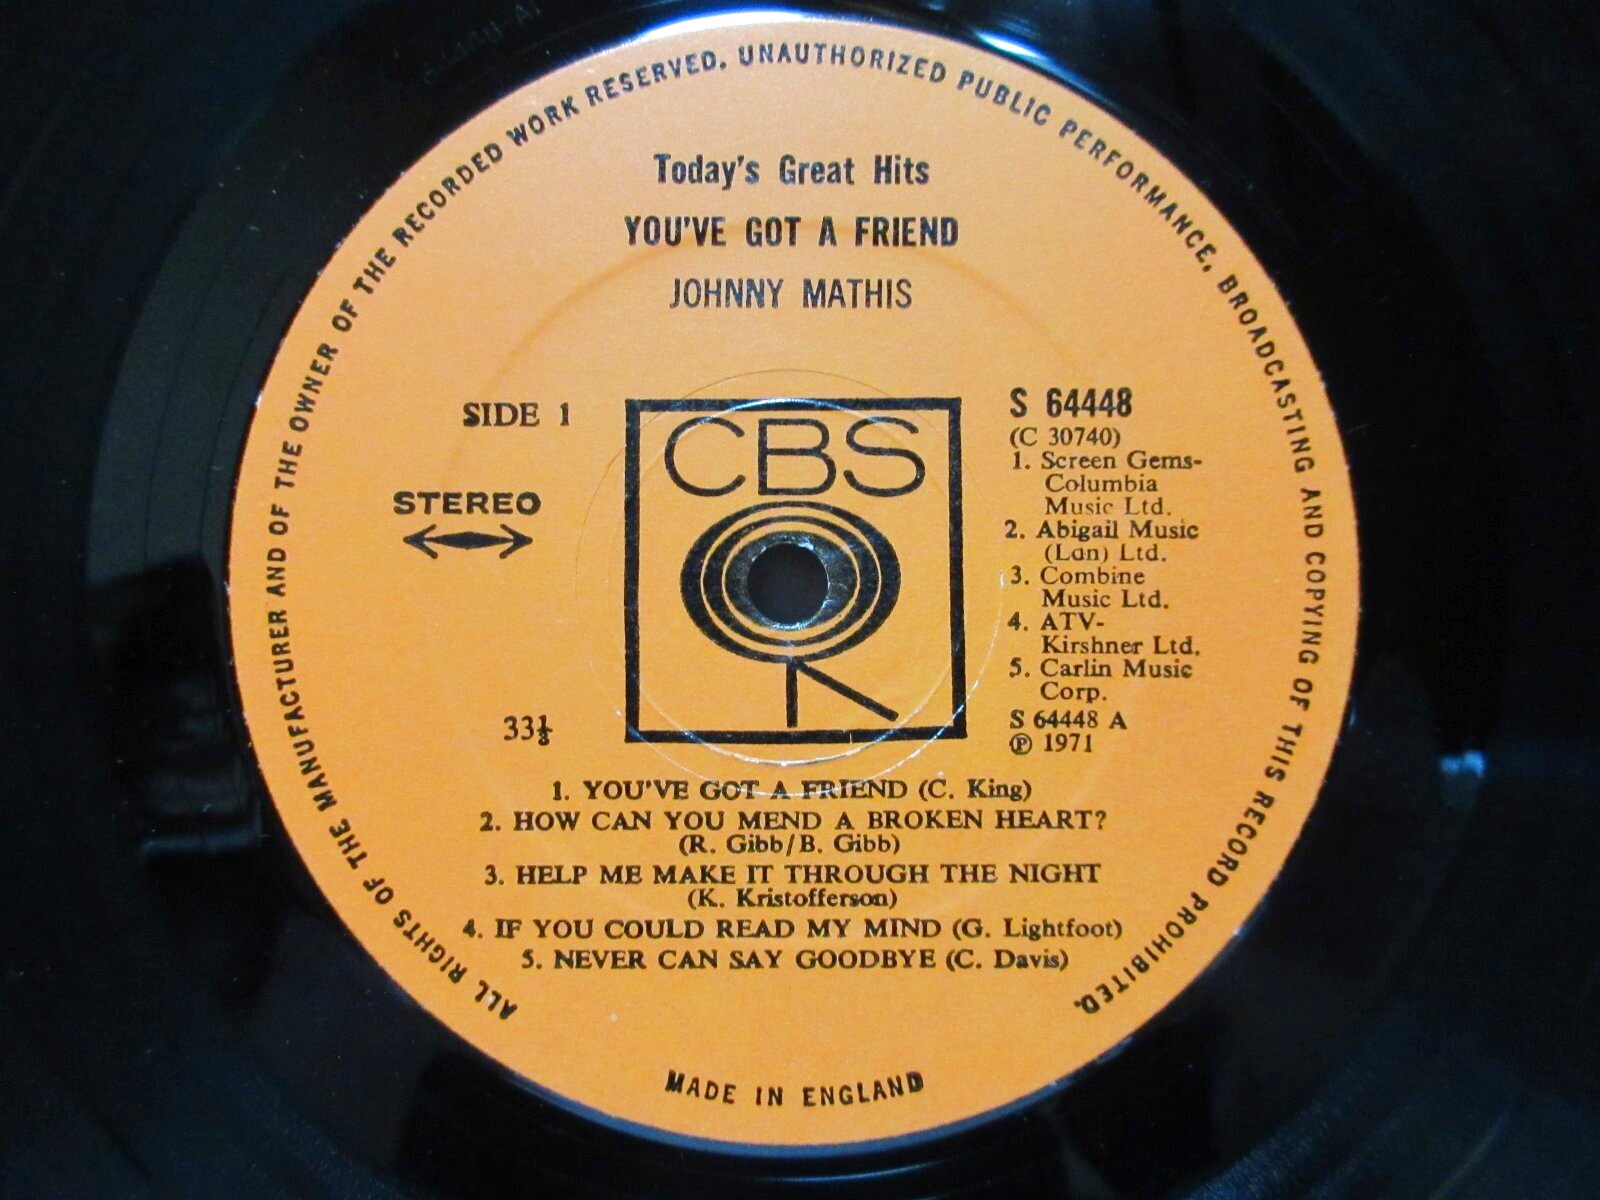 ALL RIGHTS OF THE MANUFACTURER AND OF THE OWNER OF THE RECORDED WORK RESERVED. UNAUTHORIZED PUBLIC PERFORMANCE, BROADCASTING AND COPYING OF THIS RECORD PROHIBITED.
Today's Great Hits
YOU'VE GOT A FRIEND
JOHNNY MATHIS
SIDE 1
STEREO
33⅓
CBS
S 64448
(C 30740)
1. Screen Gems-
Columbia
Music Ltd.
2. Abigail Music
(Lon) Ltd.
3. Combine
Music Ltd.
4. ATV-
Kirshner Ltd.
5. Carlin Music
Corp.
S 64448 A
℗ 1971
1. YOU'VE GOT A FRIEND (C. King)
2. HOW CAN YOU MEND A BROKEN HEART?
(R. Gibb/B. Gibb)
3. HELP ME MAKE IT THROUGH THE NIGHT
(K. Kristofferson)
4. IF YOU COULD READ MY MIND (G. Lightfoot)
5. NEVER CAN SAY GOODBYE (C. Davis)
MADE IN ENGLAND